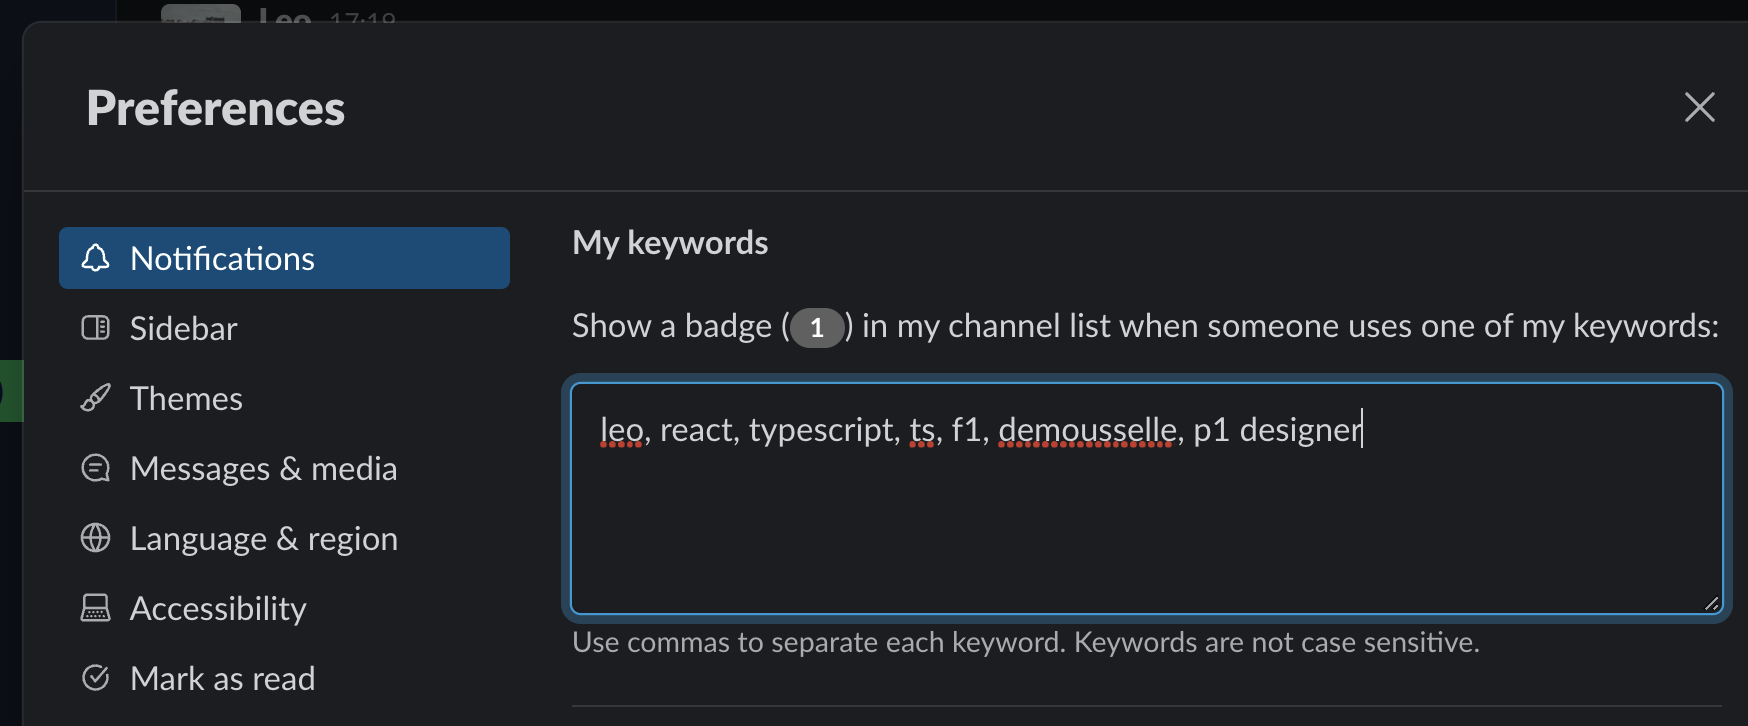 Leo 17:19
Preferences
Notifications
Sidebar
Themes
Messages & media
Language & region
Accessibility
Mark as read
My keywords
Show a badge (1) in my channel list when someone uses one of my keywords:
leo, react, typescript, ts, f1, demousselle, p1 designer
Use commas to separate each keyword. Keywords are not case sensitive.